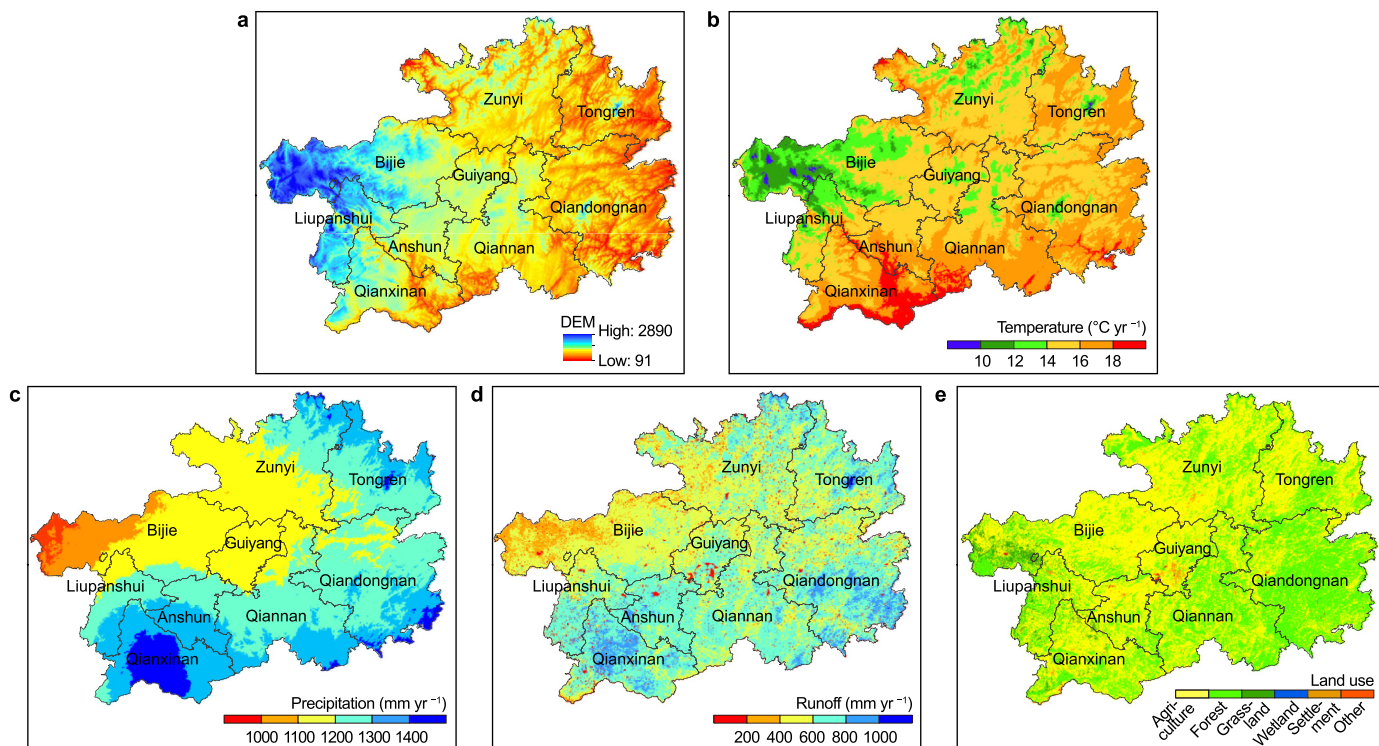 a
Zunyi
Tongren
Bijie
Guiyang
Liupanshui
Qiandongnan
Anshun
Qiannan
Qianxinan
DEM
High: 2890
Low: 91
b
Zunyi
Tongren
Bijie
Guiyang
Liupanshui
Qiandongnan
Anshun
Qiannan
Qianxinan
Temperature (°C yr ⁻¹)
10 12 14 16 18
c
Zunyi
Tongren
Bijie
Guiyang
Liupanshui
Qiandongnan
Anshun
Qiannan
Qianxinan
Precipitation (mm yr ⁻¹)
1000 1100 1200 1300 1400
d
Zunyi
Tongren
Bijie
Guiyang
Liupanshui
Qiandongnan
Anshun
Qiannan
Qianxinan
Runoff (mm yr ⁻¹)
200 400 600 800 1000
e
Zunyi
Tongren
Bijie
Guiyang
Liupanshui
Qiandongnan
Anshun
Qiannan
Qianxinan
Land use
Agri-
culture
Forest
Grass-
land
Wetland
Settle-
ment
Other